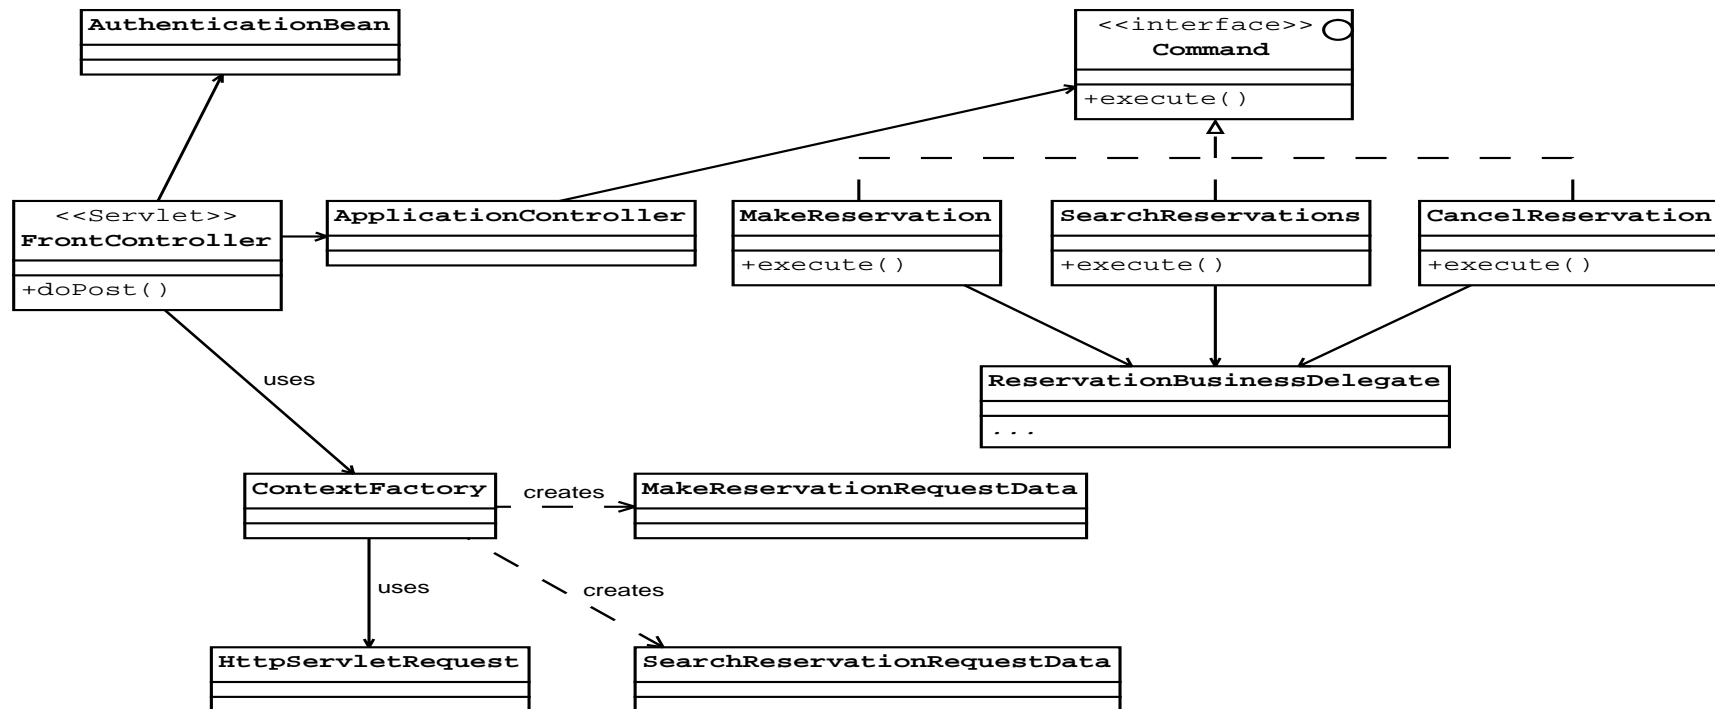 AuthenticationBean
<<interface>>
Command
+execute()
<<Servlet>>
FrontController
+doPost()
ApplicationController
MakeReservation
+execute()
SearchReservations
+execute()
CancelReservation
+execute()
uses
ReservationBusinessDelegate
...
ContextFactory
creates
MakeReservationRequestData
uses
creates
HttpServletRequest
SearchReservationRequestData